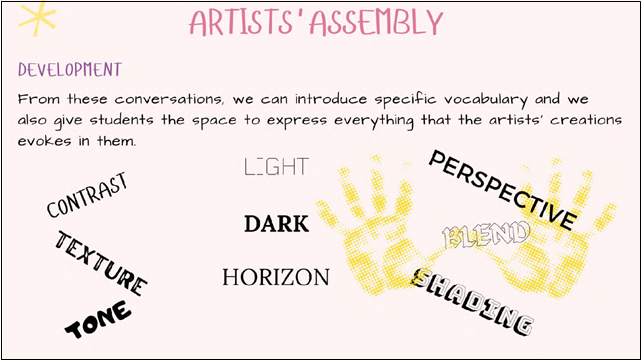 ARTISTS' ASSEMBLY
DEVELOPMENT
From these conversations, we can introduce specific vocabulary and we
also give students the space to express everything that the artists' creations
evokes in them.
CONTRAST
TEXTURE
TONE
LIGHT
DARK
HORIZON
PERSPECTIVE
BLEND
SHADING